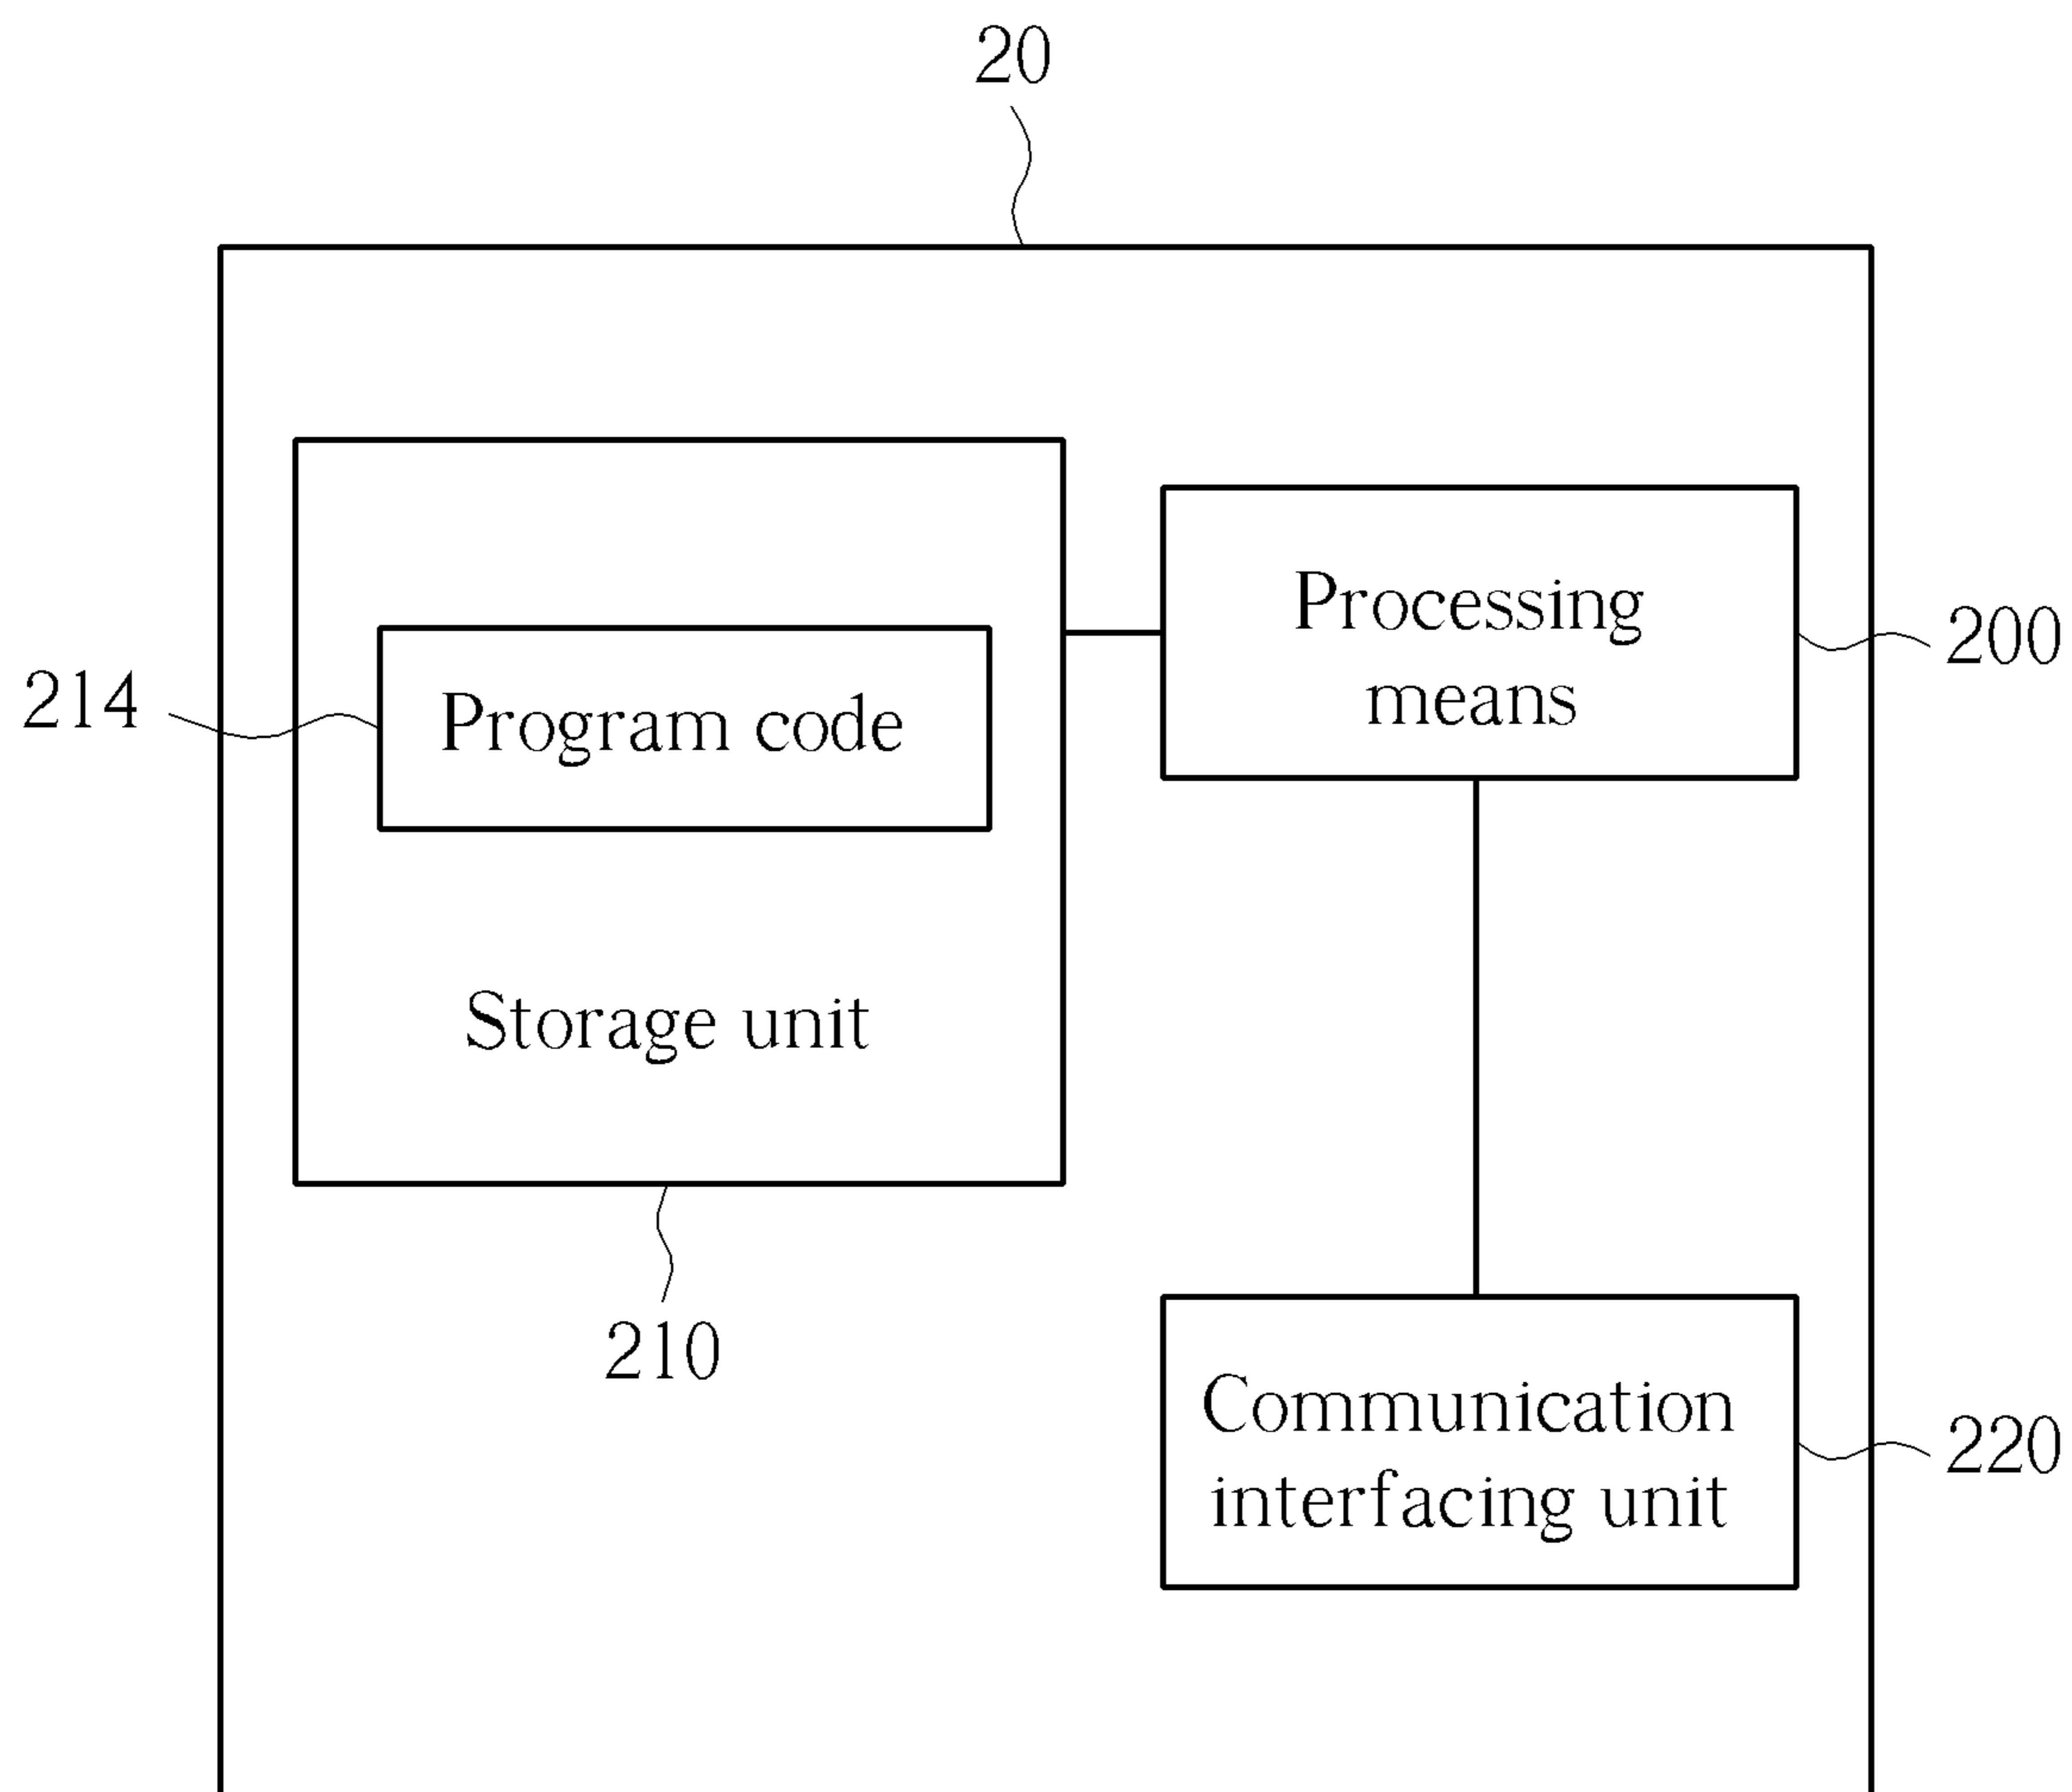 20
Processing
means
200
214
Program code
Storage unit
210
Communication
interfacing unit
220